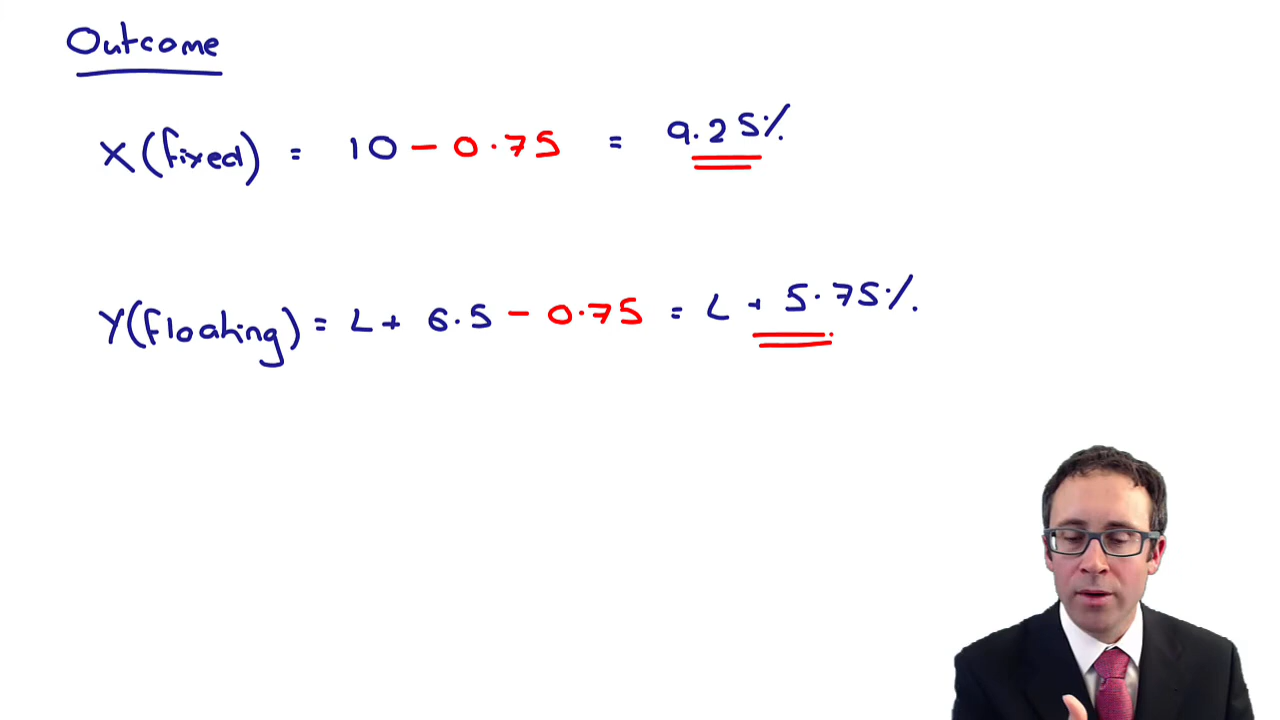 Outcome
X (fixed) = 10 - 0.75 = 9.25%
Y (floating) = L + 6.5 - 0.75 = L + 5.75%